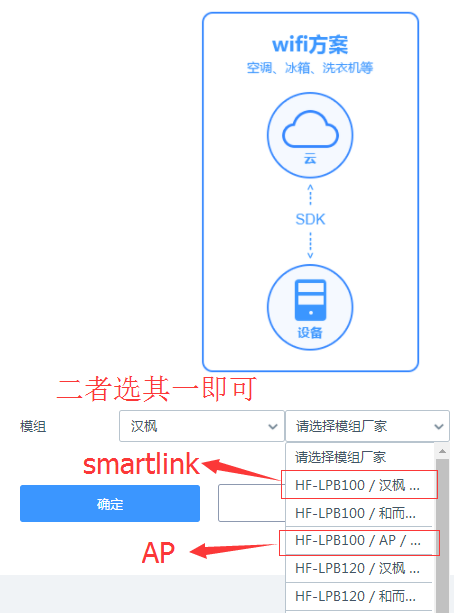 wifi方案
空调、冰箱、洗衣机等
云
SDK
设备
二者选其一即可
模组
汉枫
请选择模组厂家
请选择模组厂家
smartlink
HF-LPB100 / 汉枫 ...
确定
HF-LPB100 / 和而...
AP
HF-LPB100 / AP / ...
HF-LPB120 / 汉枫 ...
HF-LPB120 / 和而...